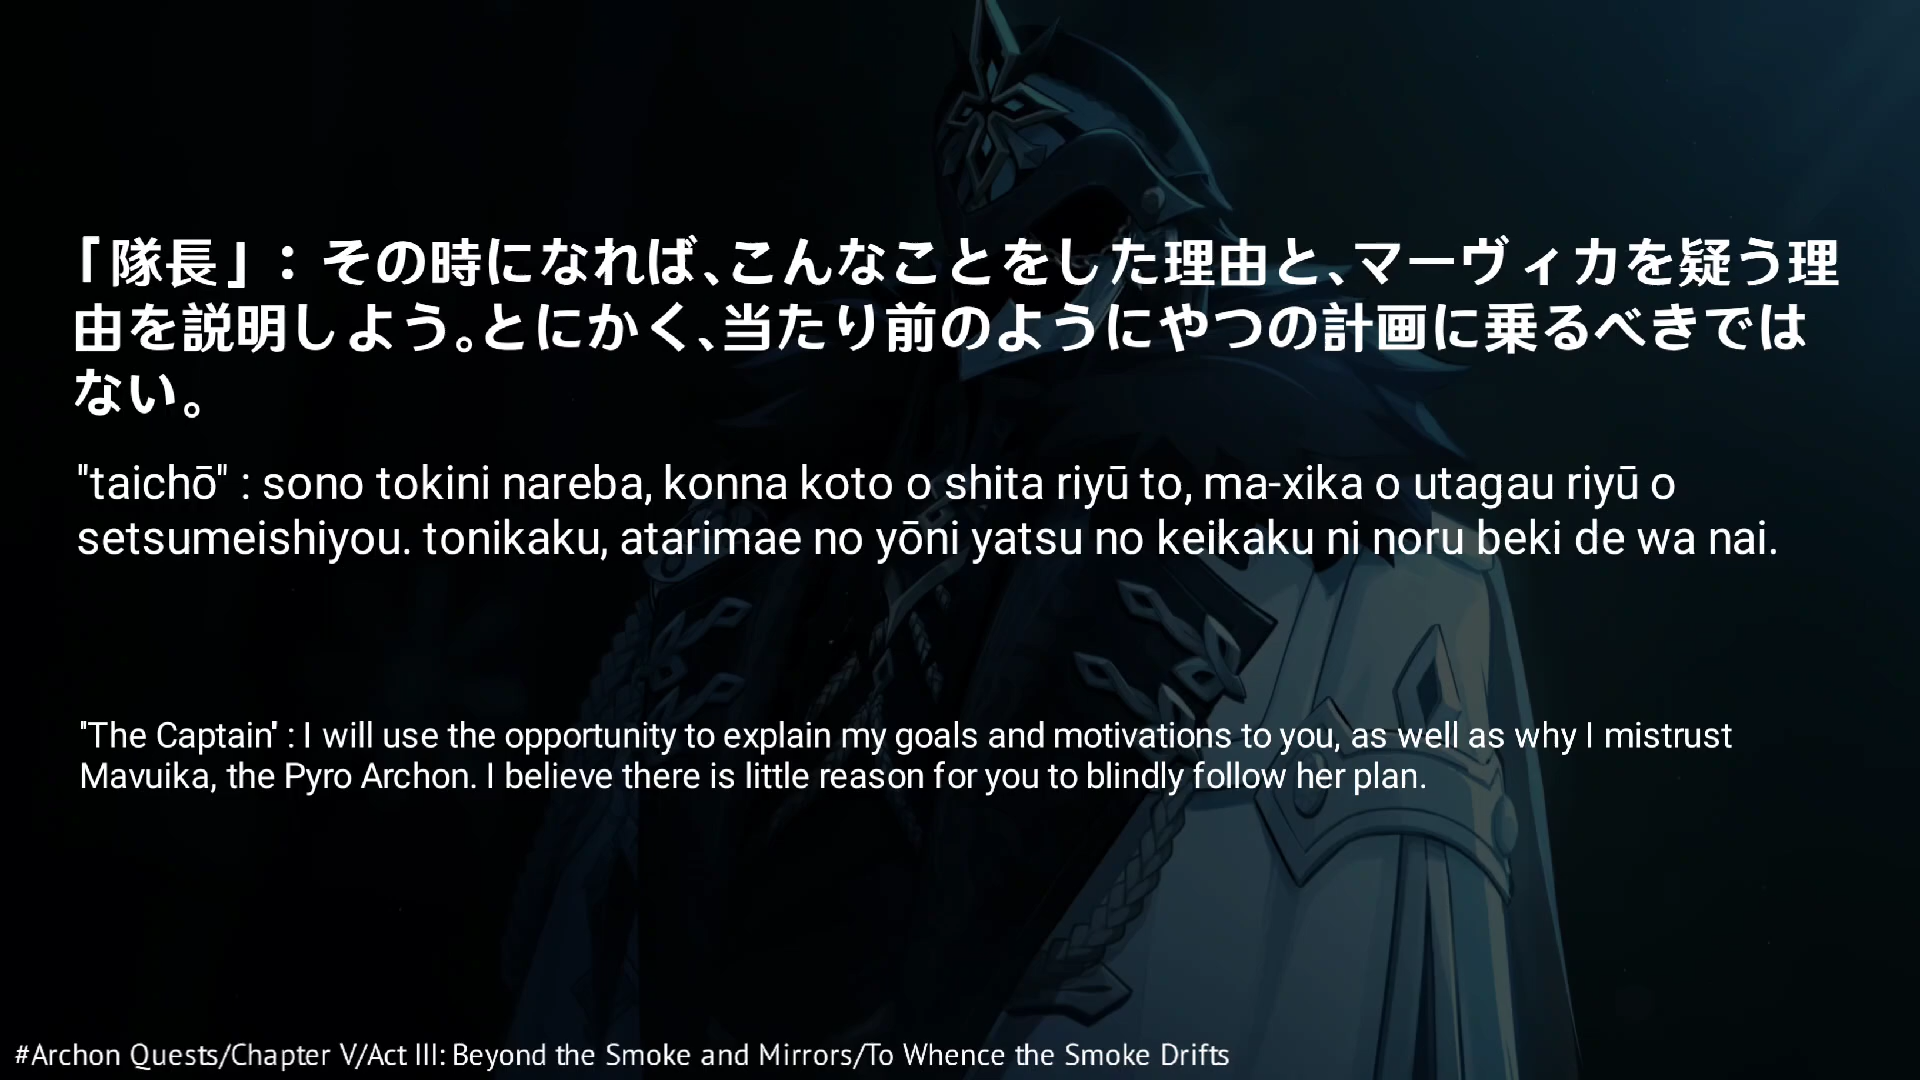 「隊長」：その時になれば、こんなことをした理由と、マーヴィカを疑う理
由を説明しよう。とにかく、当たり前のようにやつの計画に乗るべきでは
ない。
"taichō" : sono tokini nareba, konna koto o shita riyū to, ma-xika o utagau riyū o
setsumeishiyou. tonikaku, atarimae no yōni yatsu no keikaku ni noru beki de wa nai.
"The Captain" : I will use the opportunity to explain my goals and motivations to you, as well as why I mistrust
Mavuika, the Pyro Archon. I believe there is little reason for you to blindly follow her plan.
#Archon Quests/Chapter V/Act III: Beyond the Smoke and Mirrors/To Whence the Smoke Drifts